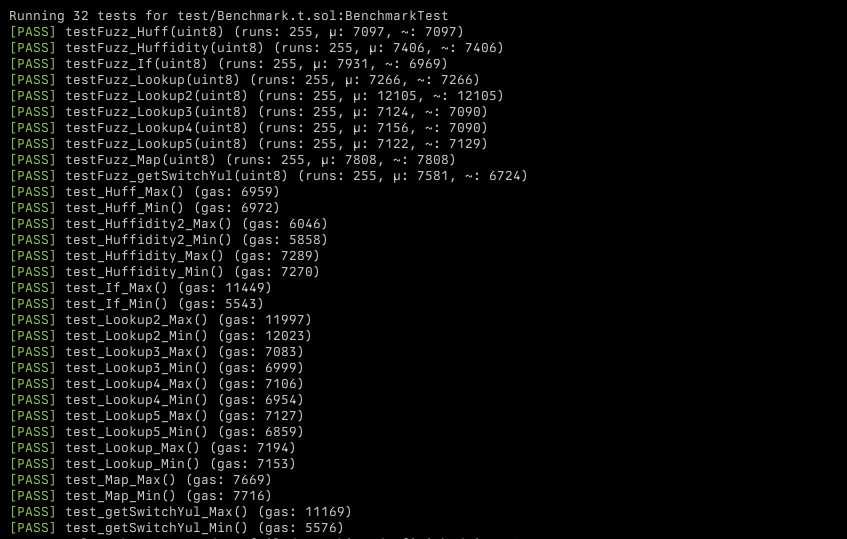 Running 32 tests for test/Benchmark.t.sol:BenchmarkTest
[PASS] testFuzz_Huff(uint8) (runs: 255, μ: 7097, ~: 7097)
[PASS] testFuzz_Huffidity(uint8) (runs: 255, μ: 7406, ~: 7406)
[PASS] testFuzz_If(uint8) (runs: 255, μ: 7931, ~: 6969)
[PASS] testFuzz_Lookup(uint8) (runs: 255, μ: 7266, ~: 7266)
[PASS] testFuzz_Lookup2(uint8) (runs: 255, μ: 12105, ~: 12105)
[PASS] testFuzz_Lookup3(uint8) (runs: 255, μ: 7124, ~: 7090)
[PASS] testFuzz_Lookup4(uint8) (runs: 255, μ: 7156, ~: 7090)
[PASS] testFuzz_Lookup5(uint8) (runs: 255, μ: 7122, ~: 7129)
[PASS] testFuzz_Map(uint8) (runs: 255, μ: 7808, ~: 7808)
[PASS] testFuzz_getSwitchYul(uint8) (runs: 255, μ: 7581, ~: 6724)
[PASS] test_Huff_Max() (gas: 6959)
[PASS] test_Huff_Min() (gas: 6972)
[PASS] test_Huffidity2_Max() (gas: 6046)
[PASS] test_Huffidity2_Min() (gas: 5858)
[PASS] test_Huffidity_Max() (gas: 7289)
[PASS] test_Huffidity_Min() (gas: 7270)
[PASS] test_If_Max() (gas: 11449)
[PASS] test_If_Min() (gas: 5543)
[PASS] test_Lookup2_Max() (gas: 11997)
[PASS] test_Lookup2_Min() (gas: 12023)
[PASS] test_Lookup3_Max() (gas: 7083)
[PASS] test_Lookup3_Min() (gas: 6999)
[PASS] test_Lookup4_Max() (gas: 7106)
[PASS] test_Lookup4_Min() (gas: 6954)
[PASS] test_Lookup5_Max() (gas: 7127)
[PASS] test_Lookup5_Min() (gas: 6859)
[PASS] test_Lookup_Max() (gas: 7194)
[PASS] test_Lookup_Min() (gas: 7153)
[PASS] test_Map_Max() (gas: 7669)
[PASS] test_Map_Min() (gas: 7716)
[PASS] test_getSwitchYul_Max() (gas: 11169)
[PASS] test_getSwitchYul_Min() (gas: 5576)